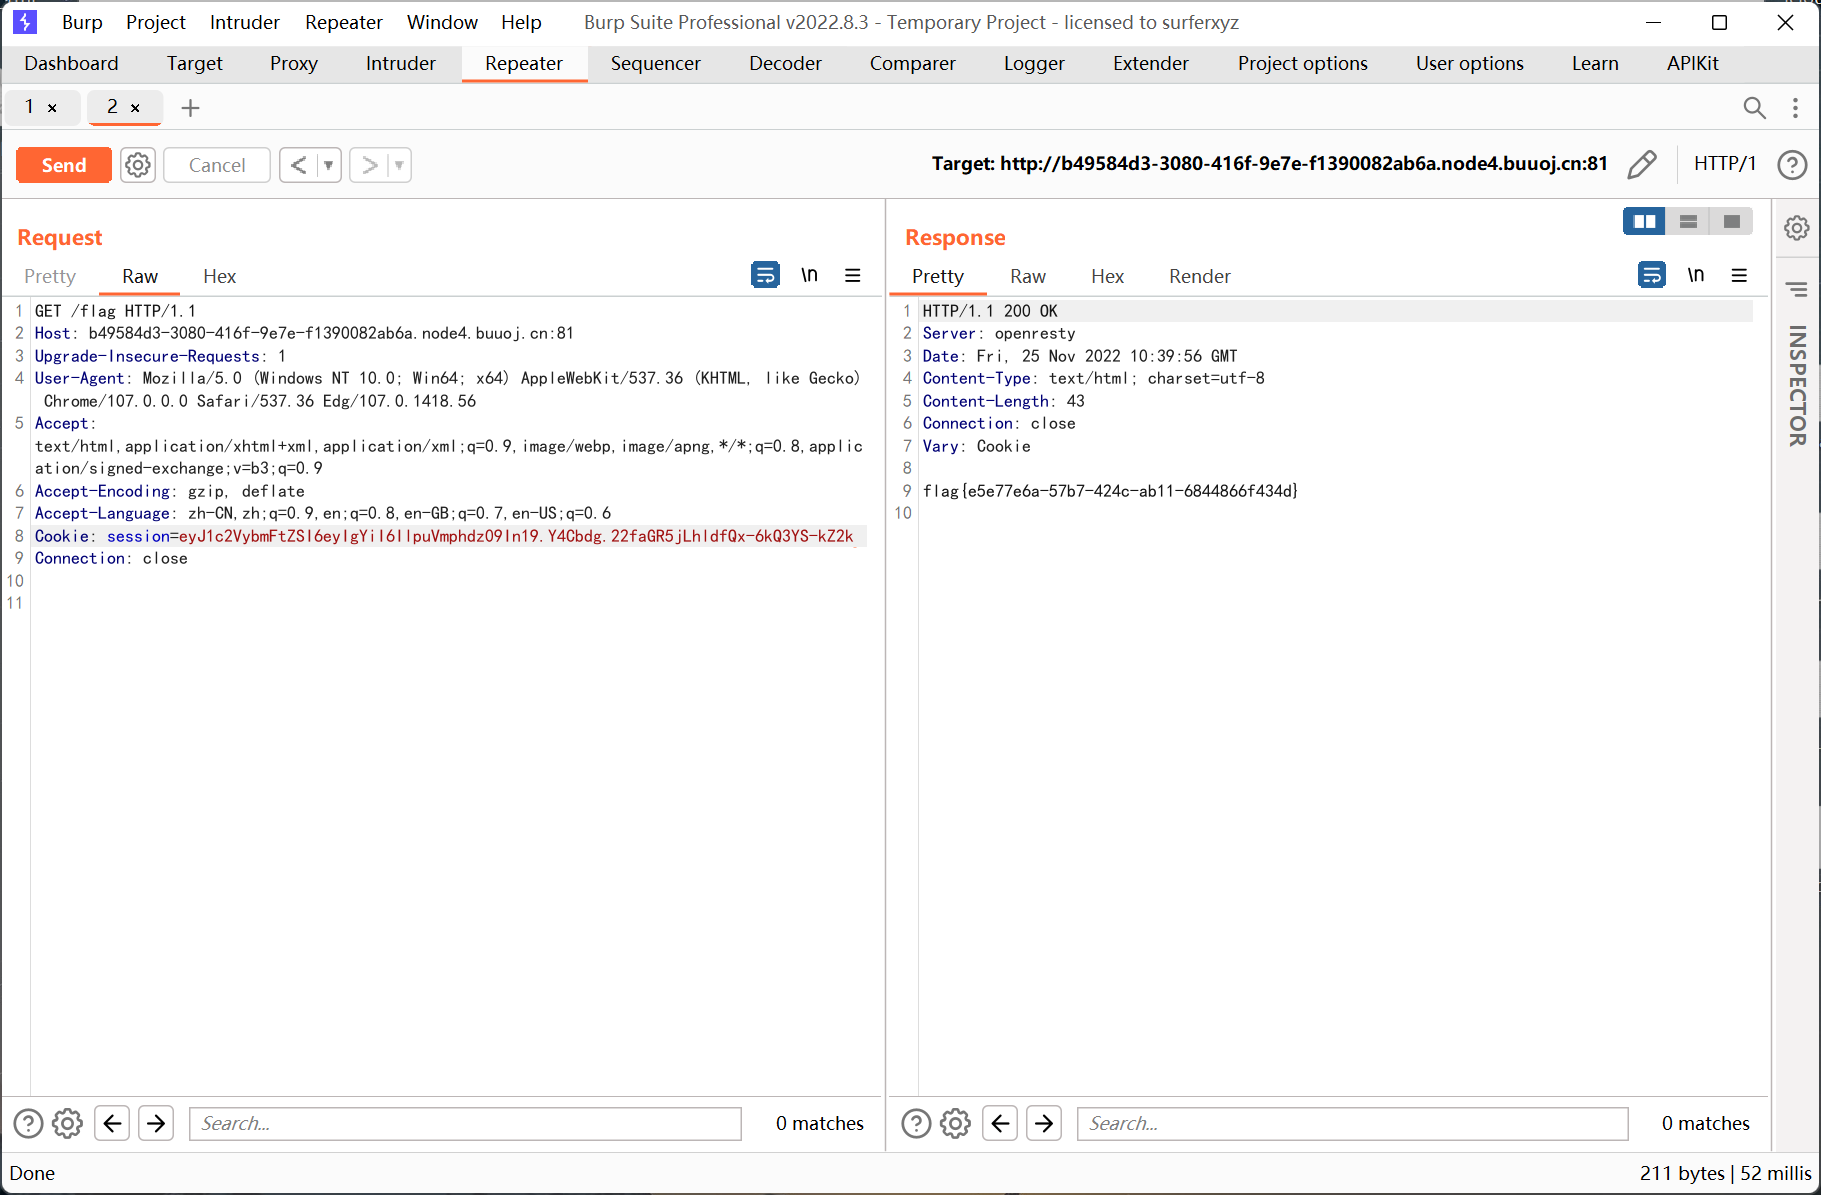 Burp Project Intruder Repeater Window Help Burp Suite Professional v2022.8.3 - Temporary Project - licensed to surferxyz
Dashboard Target Proxy Intruder Repeater Sequencer Decoder Comparer Logger Extender Project options User options Learn APIKit
1 × 2 × +
Send Cancel < > Target: http://b49584d3-3080-416f-9e7e-f1390082ab6a.node4.buuoj.cn:81 HTTP/1 ?
Request
Pretty Raw Hex \n
1 GET /flag HTTP/1.1
2 Host: b49584d3-3080-416f-9e7e-f1390082ab6a.node4.buuoj.cn:81
3 Upgrade-Insecure-Requests: 1
4 User-Agent: Mozilla/5.0 (Windows NT 10.0; Win64; x64) AppleWebKit/537.36 (KHTML, like Gecko)
Chrome/107.0.0.0 Safari/537.36 Edg/107.0.1418.56
5 Accept:
text/html,application/xhtml+xml,application/xml;q=0.9,image/webp,image/apng,*/*;q=0.8,applic
ation/signed-exchange;v=b3;q=0.9
6 Accept-Encoding: gzip, deflate
7 Accept-Language: zh-CN,zh;q=0.9,en;q=0.8,en-GB;q=0.7,en-US;q=0.6
8 Cookie: session=eyJ1c2VybmFtZSI6eyIgYiI6IlpuVmphdz09In19.Y4Cbdg.22faGR5jLhldfQx-6kQ3YS-kZ2k
9 Connection: close
10
11
Response
Pretty Raw Hex Render \n
1 HTTP/1.1 200 OK
2 Server: openresty
3 Date: Fri, 25 Nov 2022 10:39:56 GMT
4 Content-Type: text/html; charset=utf-8
5 Content-Length: 43
6 Connection: close
7 Vary: Cookie
8
9 flag{e5e77e6a-57b7-424c-ab11-6844866f434d}
10
INSPECTOR
? Search... 0 matches
? Search... 0 matches
Done 211 bytes | 52 millis